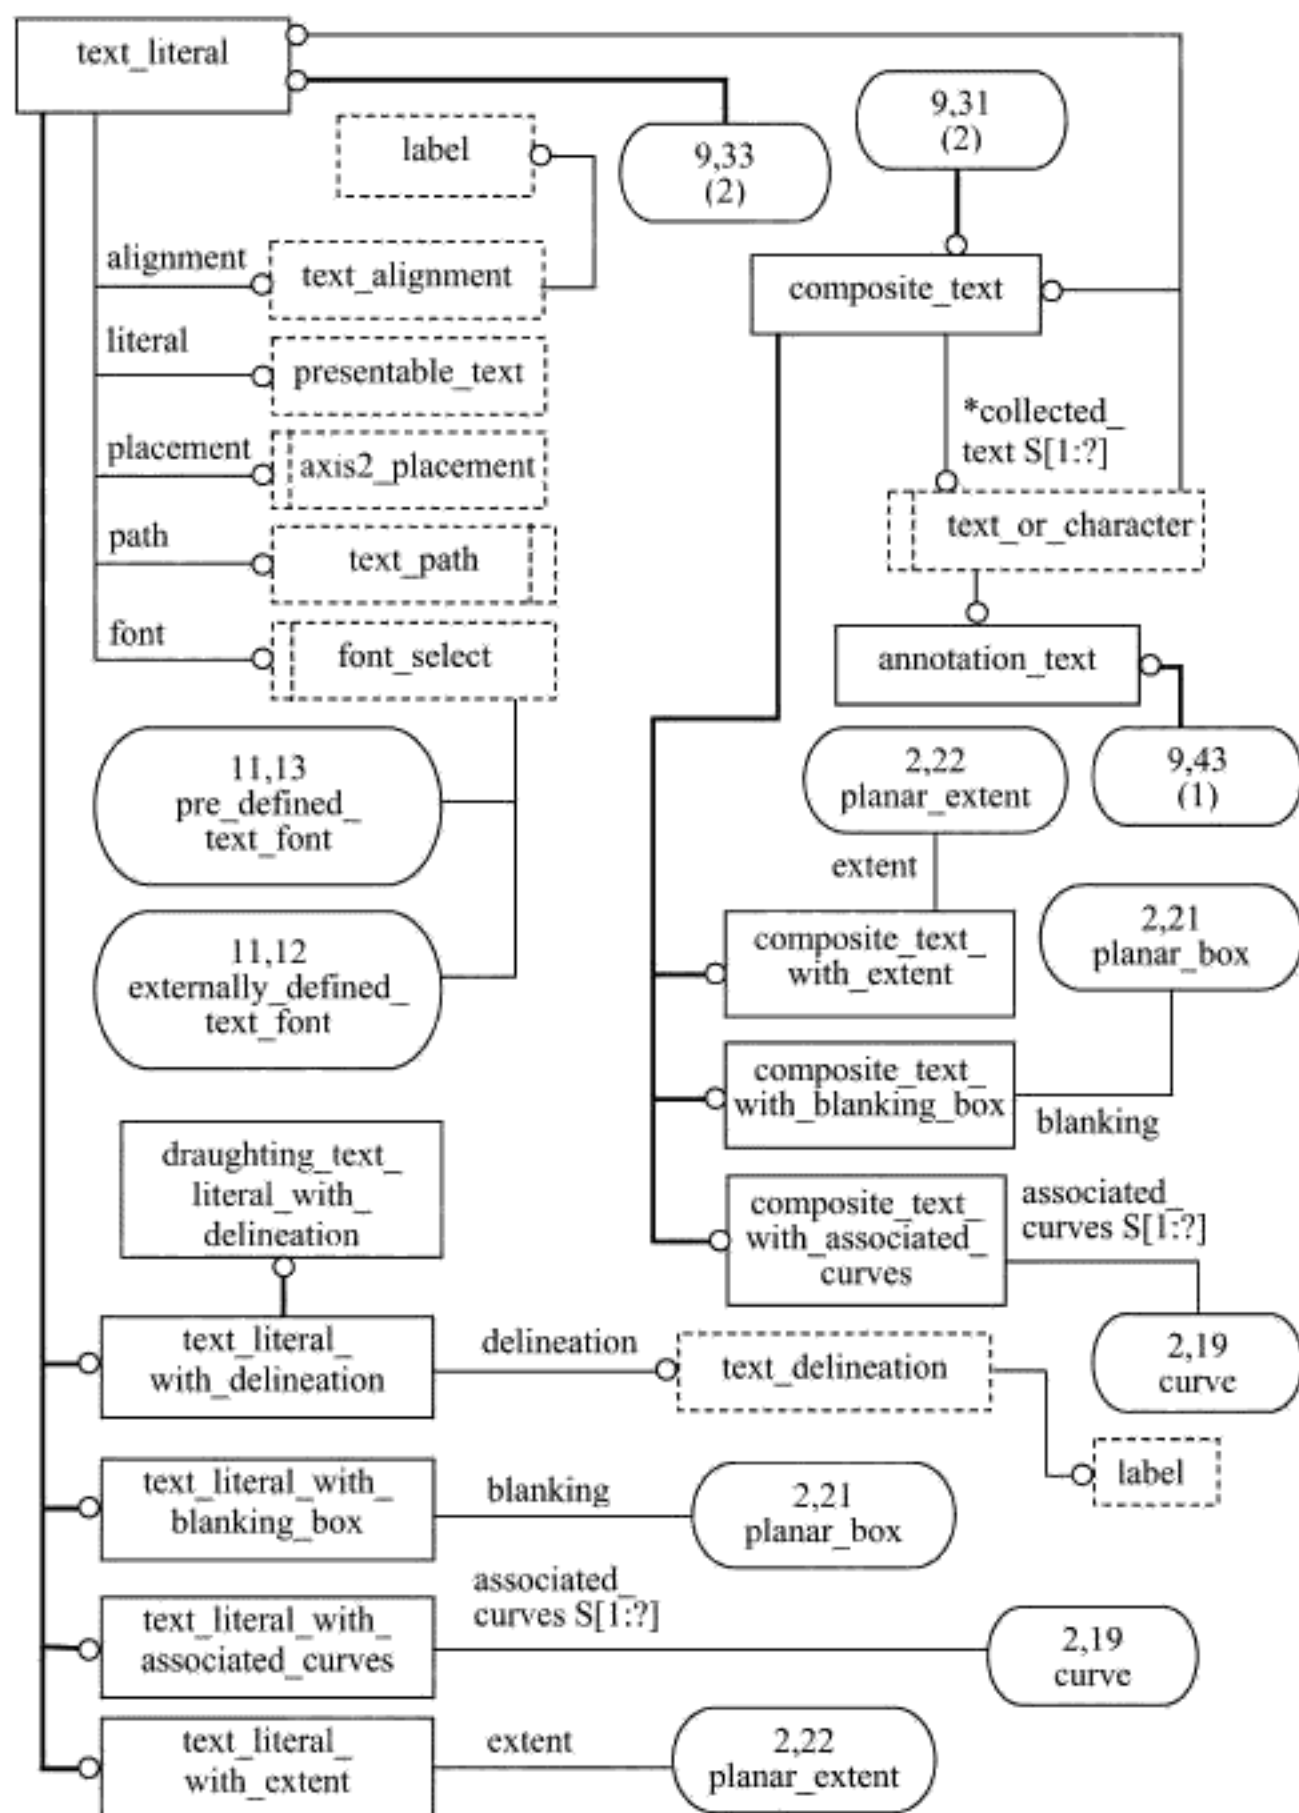 text_literal
label
9,33
(2)
9,31
(2)
alignment
text_alignment
composite_text
literal
presentable_text
*collected_
text S[1:?]
placement
axis2_placement
text_or_character
path
text_path
font
font_select
annotation_text
11,13
pre_defined_
text_font
2,22
planar_extent
9,43
(1)
extent
11,12
externally_defined_
text_font
composite_text_
with_extent
2,21
planar_box
composite_text_
with_blanking_box
blanking
draughting_text_
literal_with_
delineation
composite_text_
with_associated_
curves
associated_
curves S[1:?]
text_literal_
with_delineation
delineation
text_delineation
2,19
curve
label
text_literal_with_
blanking_box
blanking
2,21
planar_box
associated_
curves S[1:?]
text_literal_with_
associated_curves
2,19
curve
text_literal_
with_extent
extent
2,22
planar_extent